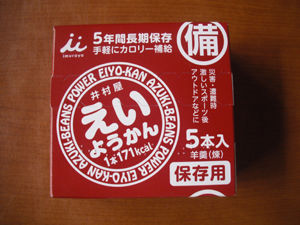 imuraya
5年間長期保存
手軽にカロリー補給
備
災害・遭難時
激しいスポーツ後
アウトドアなどに
AZUKI-BEANS POWER EIYO-KAN AZUKI-BEANS POWER EIYO-KAN
井村屋
えい
ようかん
1本171kcal
5本入
羊羹(煉)
保存用